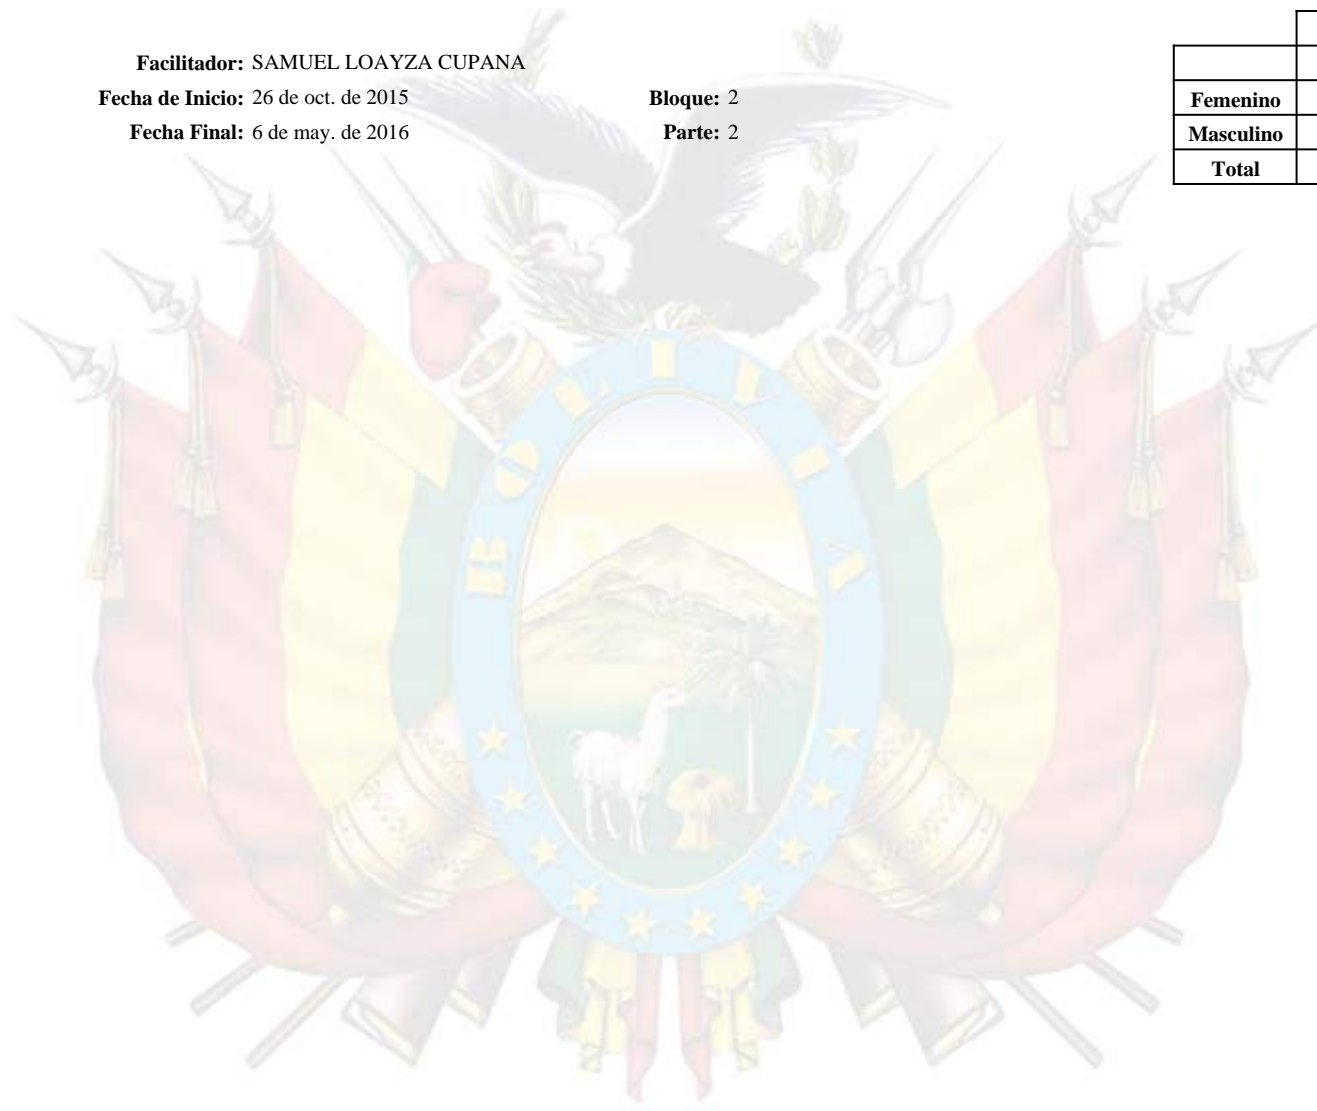 Facilitador: SAMUEL LOAYZA CUPANA
Fecha de Inicio: 26 de oct. de 2015 Bloque: 2
Fecha Final: 6 de may. de 2016 Parte: 2
Femenino
Masculino
Total
BOLIVIA